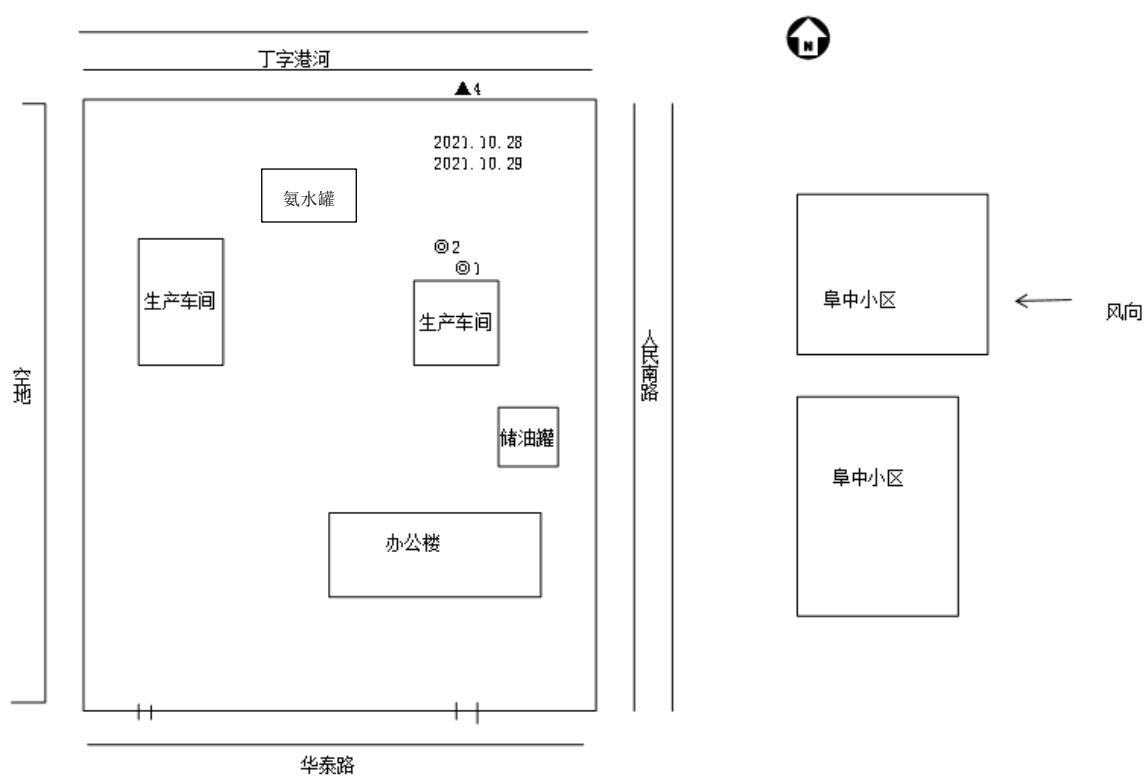 丁字港河
N
▲4
2021.10.28
2021.10.29
氨水罐
◎2
◎1
生产车间
生产车间
阜中小区
风向
人民南路
空地
储油罐
阜中小区
办公楼
华泰路